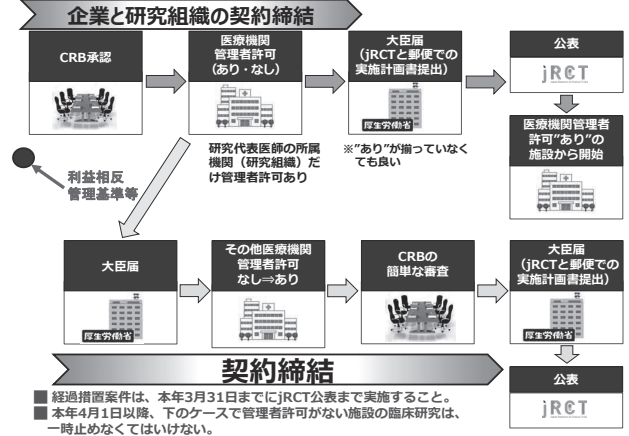 企業と研究組織の契約締結
CRB承認
医療機関
管理者許可
（あり・なし）
大臣届
（jRCTと郵便での
実施計画書提出）
厚生労働省
公表
jRCT
研究代表医師の所属
機関（研究組織）だ
け管理者許可あり
※”あり”が揃っていなく
ても良い
医療機関管理者
許可”あり”の
施設から開始
利益相反
管理基準等
大臣届
厚生労働省
その他医療機関
管理者許可
なし⇒あり
CRBの
簡単な審査
大臣届
（jRCTと郵便での
実施計画書提出）
厚生労働省
契約締結
公表
jRCT
■ 経過措置案件は、本年3月31日までにjRCT公表まで実施すること。
■ 本年4月1日以降、下のケースで管理者許可がない施設の臨床研究は、
一時止めなくてはいけない。